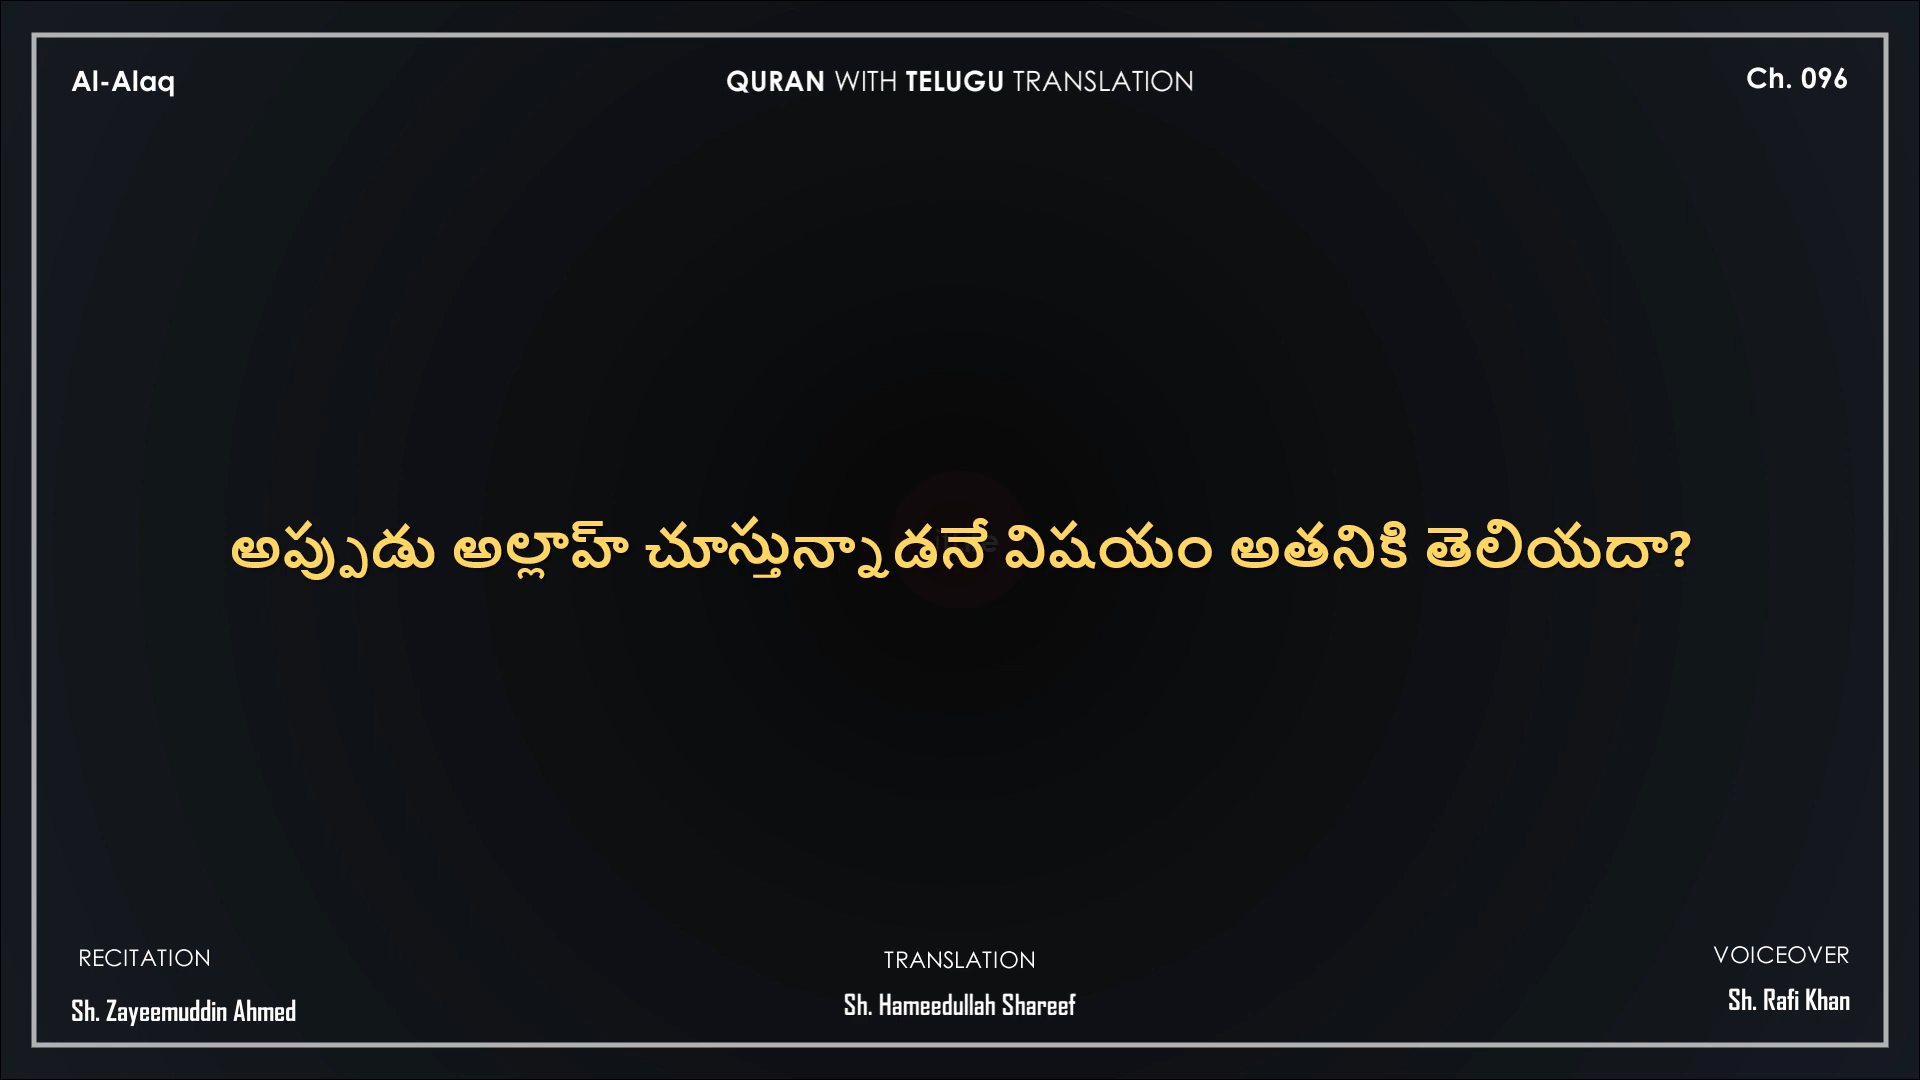 Al-Alaq
QURAN WITH TELUGU TRANSLATION
Ch. 096
అప్పుడు అల్లాహ్ చూస్తున్నాడనే విషయం అతనికి తెలియదా?
RECITATION
Sh. Zayeemuddin Ahmed
TRANSLATION
Sh. Hameedullah Shareef
VOICEOVER
Sh. Rafi Khan